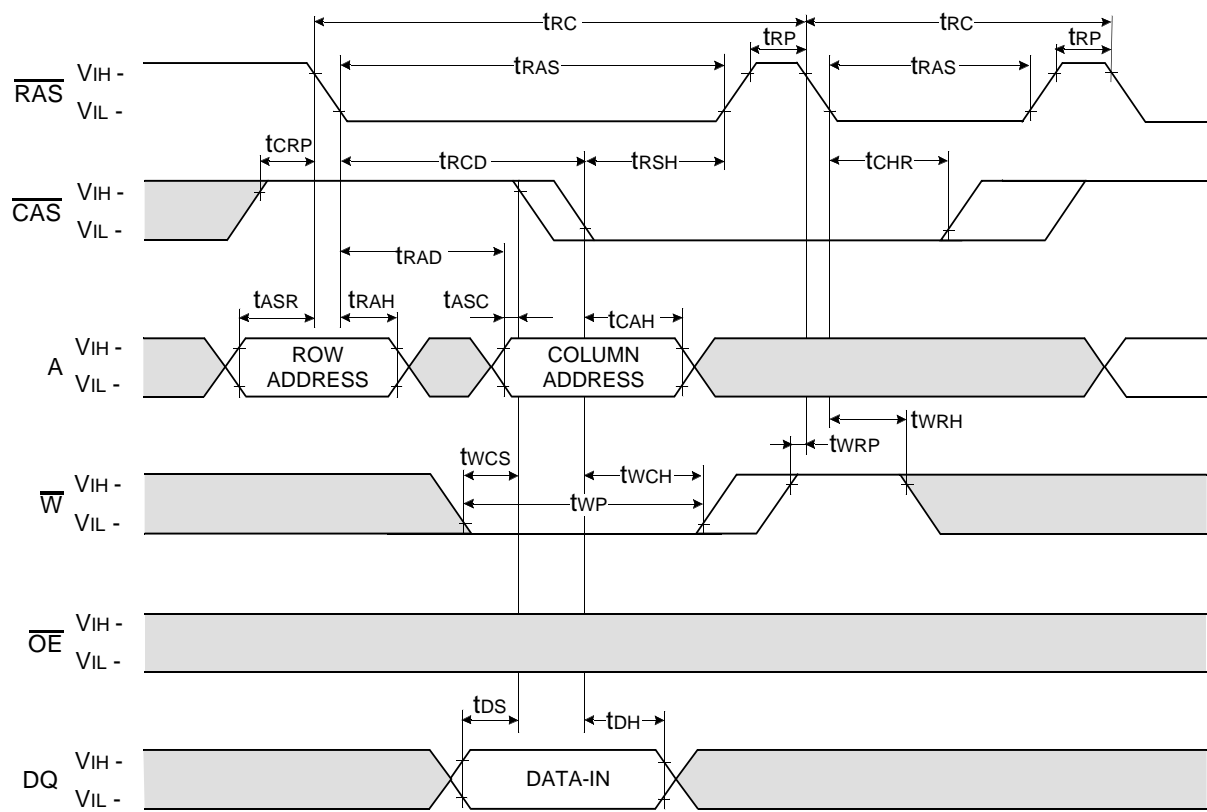 tRC tRC
tRP tRP
RAS VIH - tRAS tRAS
VIL -
tCRP tRCD tRSH tCHR
CAS VIH -
VIL -
tRAD
tASR tRAH tASC tCAH
A VIH - ROW ADDRESS COLUMN ADDRESS
VIL -
tWRH
tWRP
tWCS tWCH
W VIH - tWP
VIL -
OE VIH -
VIL -
tDS tDH
DQ VIH - DATA-IN
VIL -